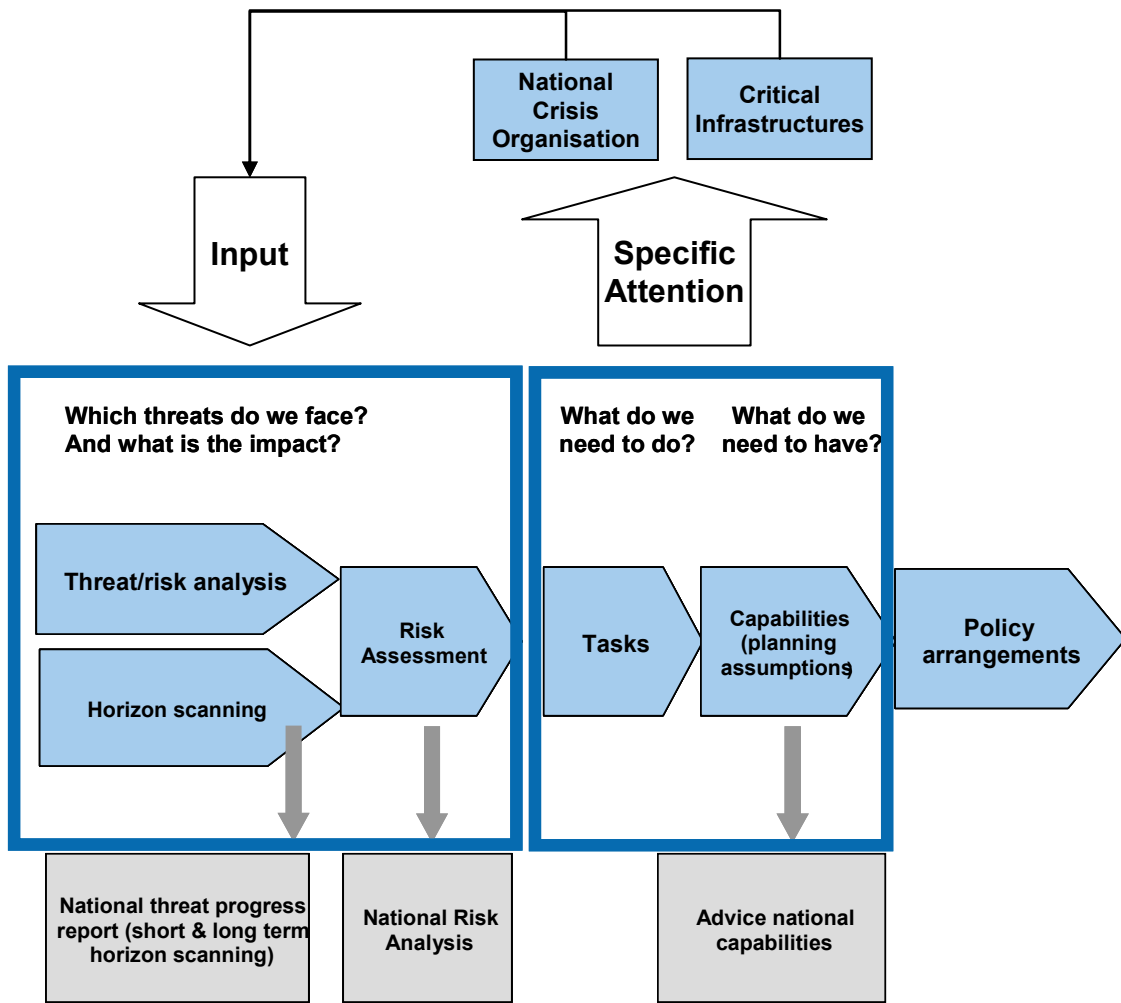 National
Crisis
Organisation
Critical
Infrastructures
Input
Specific
Attention
Which threats do we face?
And what is the impact?
What do we
need to do?
What do we
need to have?
Threat/risk analysis
Horizon scanning
Risk
Assessment
Tasks
Capabilities
(planning
assumptions)
Policy
arrangements
National threat progress
report (short & long term
horizon scanning)
National Risk
Analysis
Advice national
capabilities